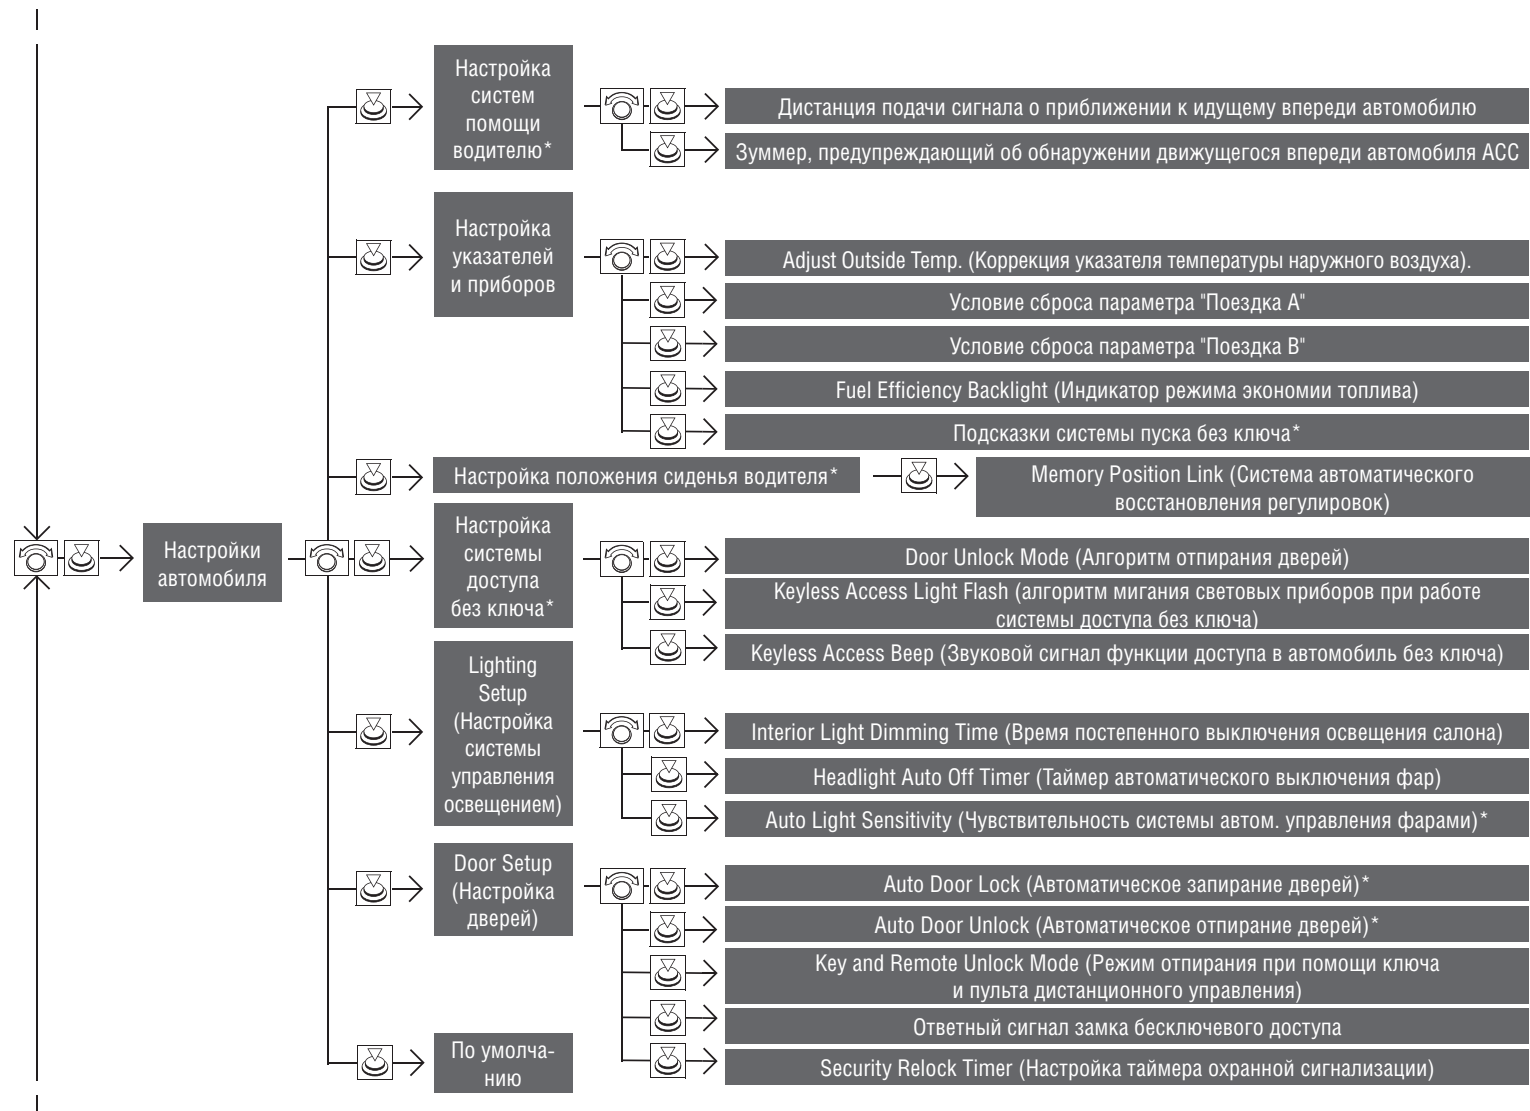 Настройка
систем
помощи
водителю*
Дистанция подачи сигнала о приближении к идущему впереди автомобилю
Зуммер, предупреждающий об обнаружении движущегося впереди автомобиля ACC
Настройка
указателей
и приборов
Adjust Outside Temp. (Коррекция указателя температуры наружного воздуха).
Условие сброса параметра "Поездка А"
Условие сброса параметра "Поездка В"
Fuel Efficiency Backlight (Индикатор режима экономии топлива)
Подсказки системы пуска без ключа*
Настройка положения сиденья водителя*
Memory Position Link (Система автоматического
восстановления регулировок)
Настройки
автомобиля
Настройка
системы
доступа
без ключа*
Door Unlock Mode (Алгоритм отпирания дверей)
Keyless Access Light Flash (алгоритм мигания световых приборов при работе
системы доступа без ключа)
Keyless Access Beep (Звуковой сигнал функции доступа в автомобиль без ключа)
Lighting
Setup
(Настройка
системы
управления
освещением)
Interior Light Dimming Time (Время постепенного выключения освещения салона)
Headlight Auto Off Timer (Таймер автоматического выключения фар)
Auto Light Sensitivity (Чувствительность системы автом. управления фарами)*
Door Setup
(Настройка
дверей)
Auto Door Lock (Автоматическое запирание дверей)*
Auto Door Unlock (Автоматическое отпирание дверей)*
Key and Remote Unlock Mode (Режим отпирания при помощи ключа
и пульта дистанционного управления)
Ответный сигнал замка бесключевого доступа
Security Relock Timer (Настройка таймера охранной сигнализации)
По умолча-
нию